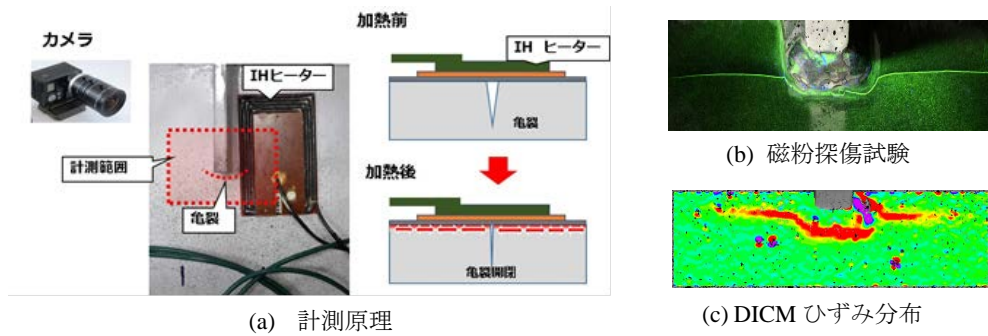 カメラ
IHヒーター
計測範囲
亀裂
加熱前
IH ヒーター
亀裂
加熱後
亀裂開閉
(a) 計測原理
(b) 磁粉探傷試験
(c) DICM ひずみ分布